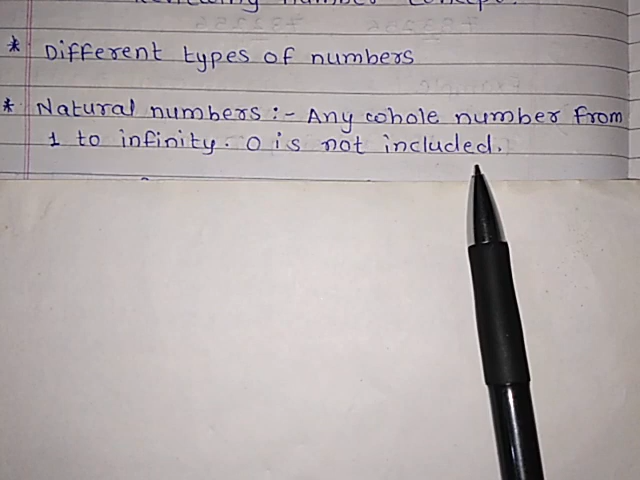 * Different types of numbers
* Natural numbers :- Any whole number from
1 to infinity. 0 is not included.